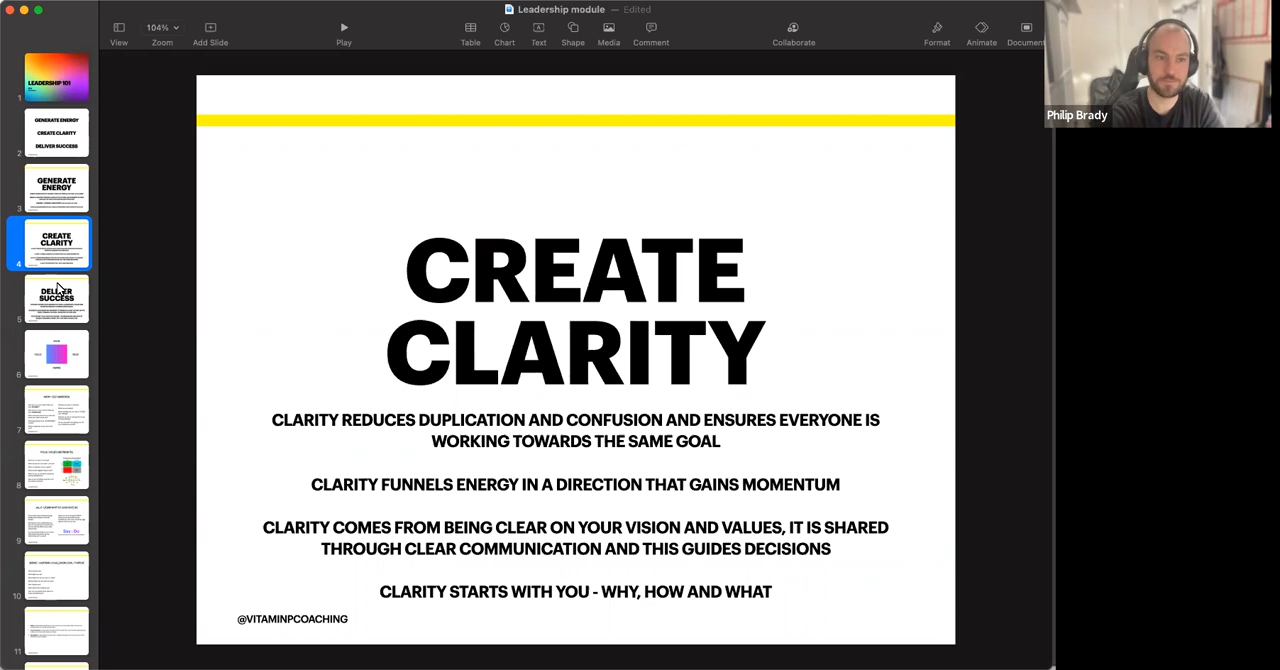 Leadership module — Edited
104%
View
Zoom
Add Slide
Play
Table
Chart
Text
Shape
Media
Comment
Collaborate
Format
Animate
Document
Philip Brady
LEADERSHIP 101
1
GENERATE ENERGY
CREATE CLARITY
DELIVER SUCCESS
2
GENERATE
ENERGY
3
CREATE
CLARITY
4
DELIVER
SUCCESS
5
6
7
8
9
10
11
CREATE
CLARITY
CLARITY REDUCES DUPLICATION AND CONFUSION AND ENSURES EVERYONE IS
WORKING TOWARDS THE SAME GOAL
CLARITY FUNNELS ENERGY IN A DIRECTION THAT GAINS MOMENTUM
CLARITY COMES FROM BEING CLEAR ON YOUR VISION AND VALUES, IT IS SHARED
THROUGH CLEAR COMMUNICATION AND THIS GUIDES DECISIONS
CLARITY STARTS WITH YOU - WHY, HOW AND WHAT
@VITAMINPCOACHING